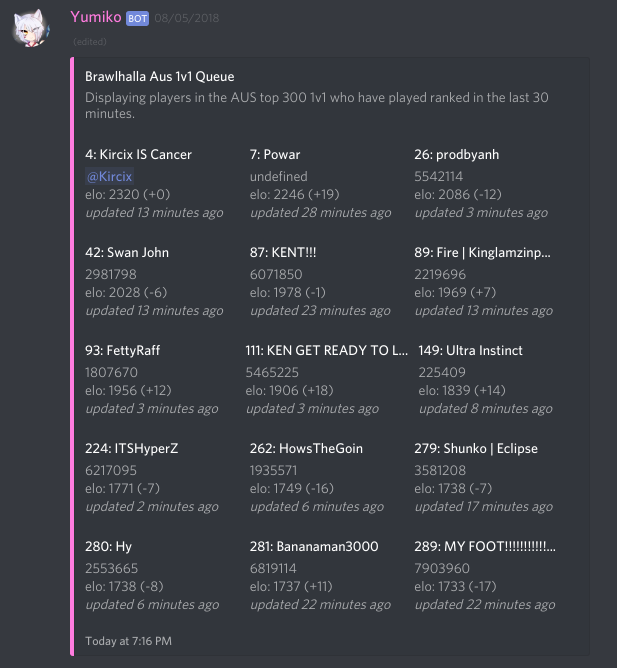 Yumiko BOT 08/05/2018
(edited)
Brawlhalla Aus 1v1 Queue
Displaying players in the AUS top 300 1v1 who have played ranked in the last 30
minutes.
4: Kircix IS Cancer
@Kircix
elo: 2320 (+0)
updated 13 minutes ago
7: Powar
undefined
elo: 2246 (+19)
updated 28 minutes ago
26: prodbyanh
5542114
elo: 2086 (-12)
updated 3 minutes ago
42: Swan John
2981798
elo: 2028 (-6)
updated 13 minutes ago
87: KENT!!!
6071850
elo: 1978 (-1)
updated 23 minutes ago
89: Fire | Kinglamzinp...
2219696
elo: 1969 (+7)
updated 13 minutes ago
93: FettyRaff
1807670
elo: 1956 (+12)
updated 3 minutes ago
111: KEN GET READY TO L...
5465225
elo: 1906 (+18)
updated 3 minutes ago
149: Ultra Instinct
225409
elo: 1839 (+14)
updated 8 minutes ago
224: ITSHyperZ
6217095
elo: 1771 (-7)
updated 2 minutes ago
262: HowsTheGoin
1935571
elo: 1749 (-16)
updated 6 minutes ago
279: Shunko | Eclipse
3581208
elo: 1738 (-7)
updated 17 minutes ago
280: Hy
2553665
elo: 1738 (-8)
updated 6 minutes ago
281: Bananaman3000
6819114
elo: 1737 (+11)
updated 22 minutes ago
289: MY FOOT!!!!!!!!!!!...
7903960
elo: 1733 (-17)
updated 22 minutes ago
Today at 7:16 PM